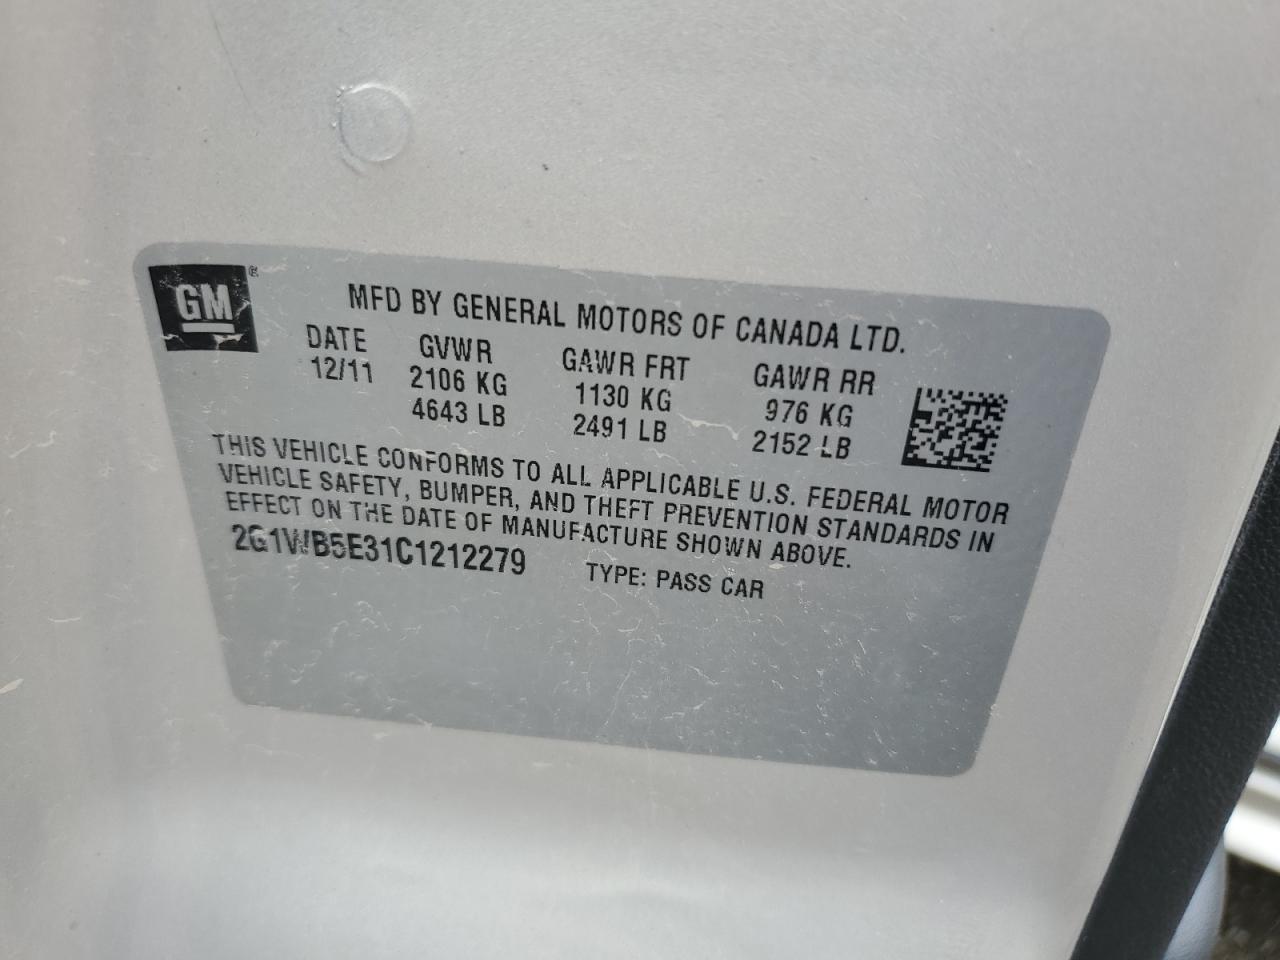 GM®
MFD BY GENERAL MOTORS OF CANADA LTD.
DATE GVWR GAWR FRT GAWR RR
12/11 2106 KG 1130 KG 976 KG
4643 LB 2491 LB 2152 LB
THIS VEHICLE CONFORMS TO ALL APPLICABLE U.S. FEDERAL MOTOR
VEHICLE SAFETY, BUMPER, AND THEFT PREVENTION STANDARDS IN
EFFECT ON THE DATE OF MANUFACTURE SHOWN ABOVE.
2G1WB5E31C1212279 TYPE: PASS CAR